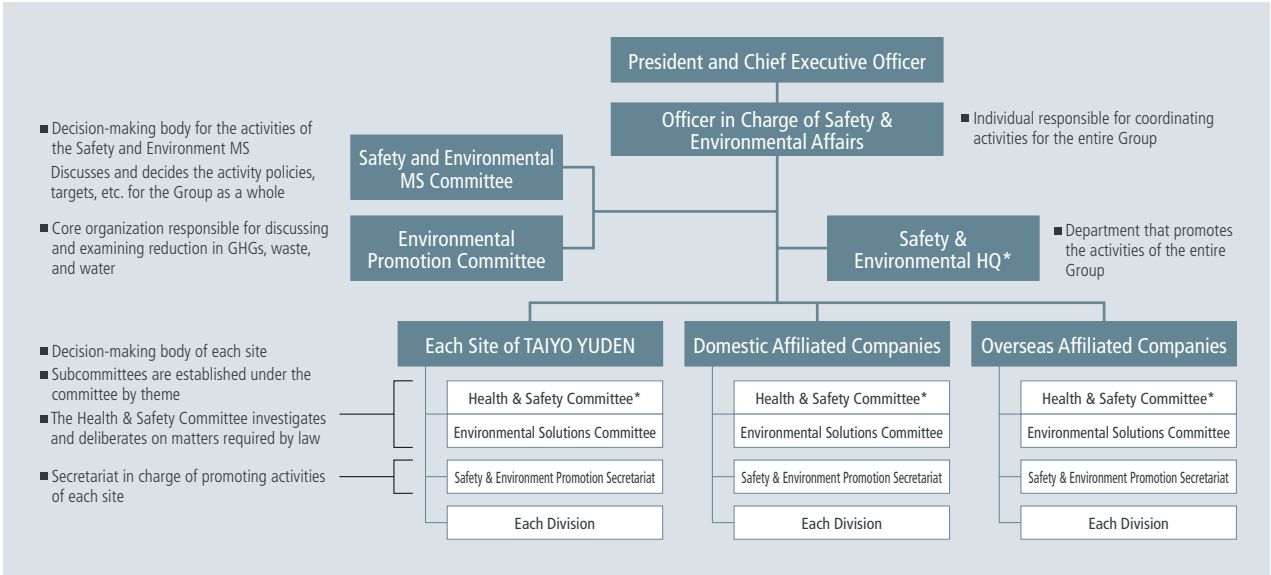 President and Chief Executive Officer
Officer in Charge of Safety &
Environmental Affairs
■ Individual responsible for coordinating
activities for the entire Group
■ Decision-making body for the activities of
the Safety and Environment MS
Discusses and decides the activity policies,
targets, etc. for the Group as a whole
Safety and Environmental
MS Committee
■ Core organization responsible for discussing
and examining reduction in GHGs, waste,
and water
Environmental
Promotion Committee
Safety &
Environmental HQ*
■ Department that promotes
the activities of the entire
Group
■ Decision-making body of each site
■ Subcommittees are established under the
committee by theme
■ The Health & Safety Committee investigates
and deliberates on matters required by law
■ Secretariat in charge of promoting activities
of each site
Each Site of TAIYO YUDEN
Health & Safety Committee*
Environmental Solutions Committee
Safety & Environment Promotion Secretariat
Each Division
Domestic Affiliated Companies
Health & Safety Committee*
Environmental Solutions Committee
Safety & Environment Promotion Secretariat
Each Division
Overseas Affiliated Companies
Health & Safety Committee*
Environmental Solutions Committee
Safety & Environment Promotion Secretariat
Each Division